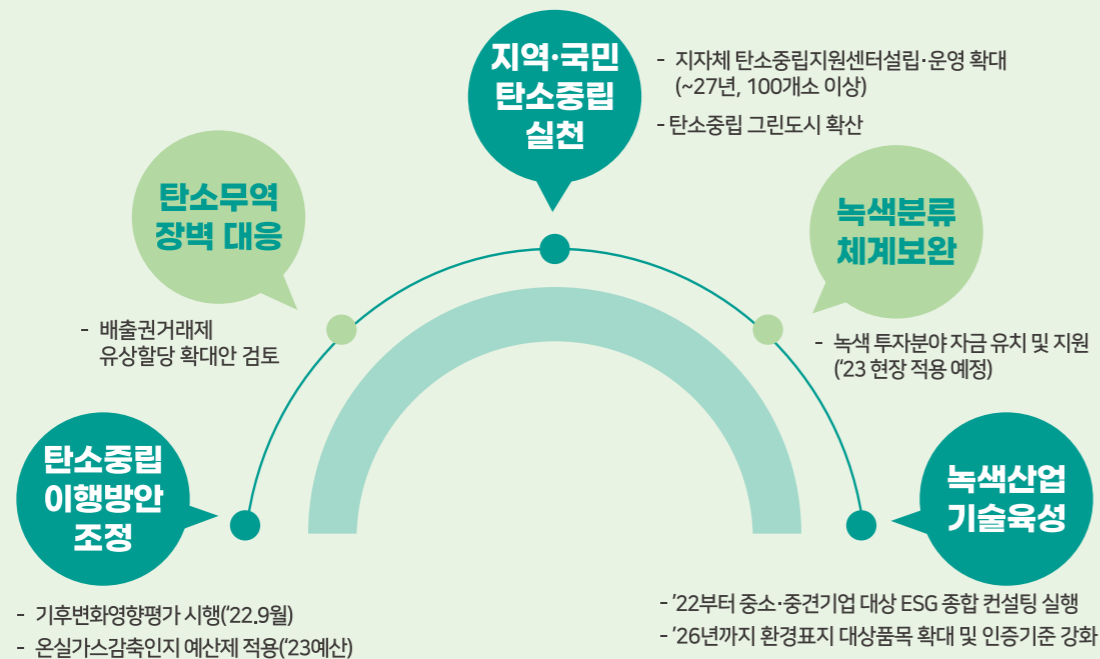 지역·국민
탄소중립
실천
- 지자체 탄소중립지원센터설립·운영 확대
(~27년, 100개소 이상)
- 탄소중립 그린도시 확산
탄소무역
장벽 대응
- 배출권거래제
유상할당 확대안 검토
녹색분류
체계보완
- 녹색 투자분야 자금 유치 및 지원
(‘23 현장 적용 예정)
탄소중립
이행방안
조정
- 기후변화영향평가 시행(‘22.9월)
- 온실가스감축인지 예산제 적용(‘23예산)
녹색산업
기술육성
- ’22부터 중소·중견기업 대상 ESG 종합 컨설팅 실행
- ’26년까지 환경표지 대상품목 확대 및 인증기준 강화